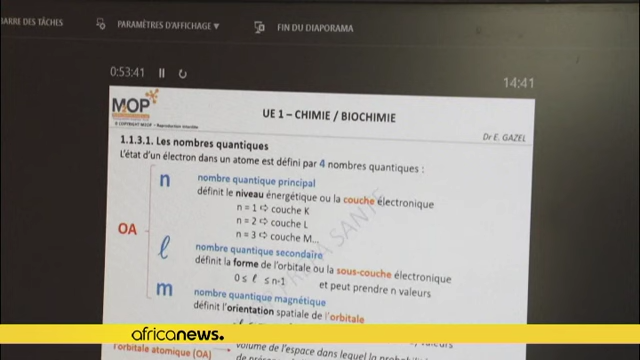 BARRE DES TÂCHES
PARAMÈTRES D'AFFICHAGE ▼
FIN DU DIAPORAMA
0:53:41
14:41
M2OP
UE 1 – CHIMIE / BIOCHIMIE
Dr E. GAZEL
1.1.3.1. Les nombres quantiques
L'état d'un électron dans un atome est défini par 4 nombres quantiques :
n
nombre quantique principal
définit le niveau énergétique ou la couche électronique
n = 1 ⇨ couche K
n = 2 ⇨ couche L
n = 3 ⇨ couche M...
OA
ℓ
nombre quantique secondaire
définit la forme de l'orbitale ou la sous-couche électronique
0 ≤ ℓ ≤ n-1 et peut prendre n valeurs
m
nombre quantique magnétique
définit l'orientation spatiale de l'orbitale
africanews.
l'orbitale atomique (OA)
volume de l'espace dans lequel la